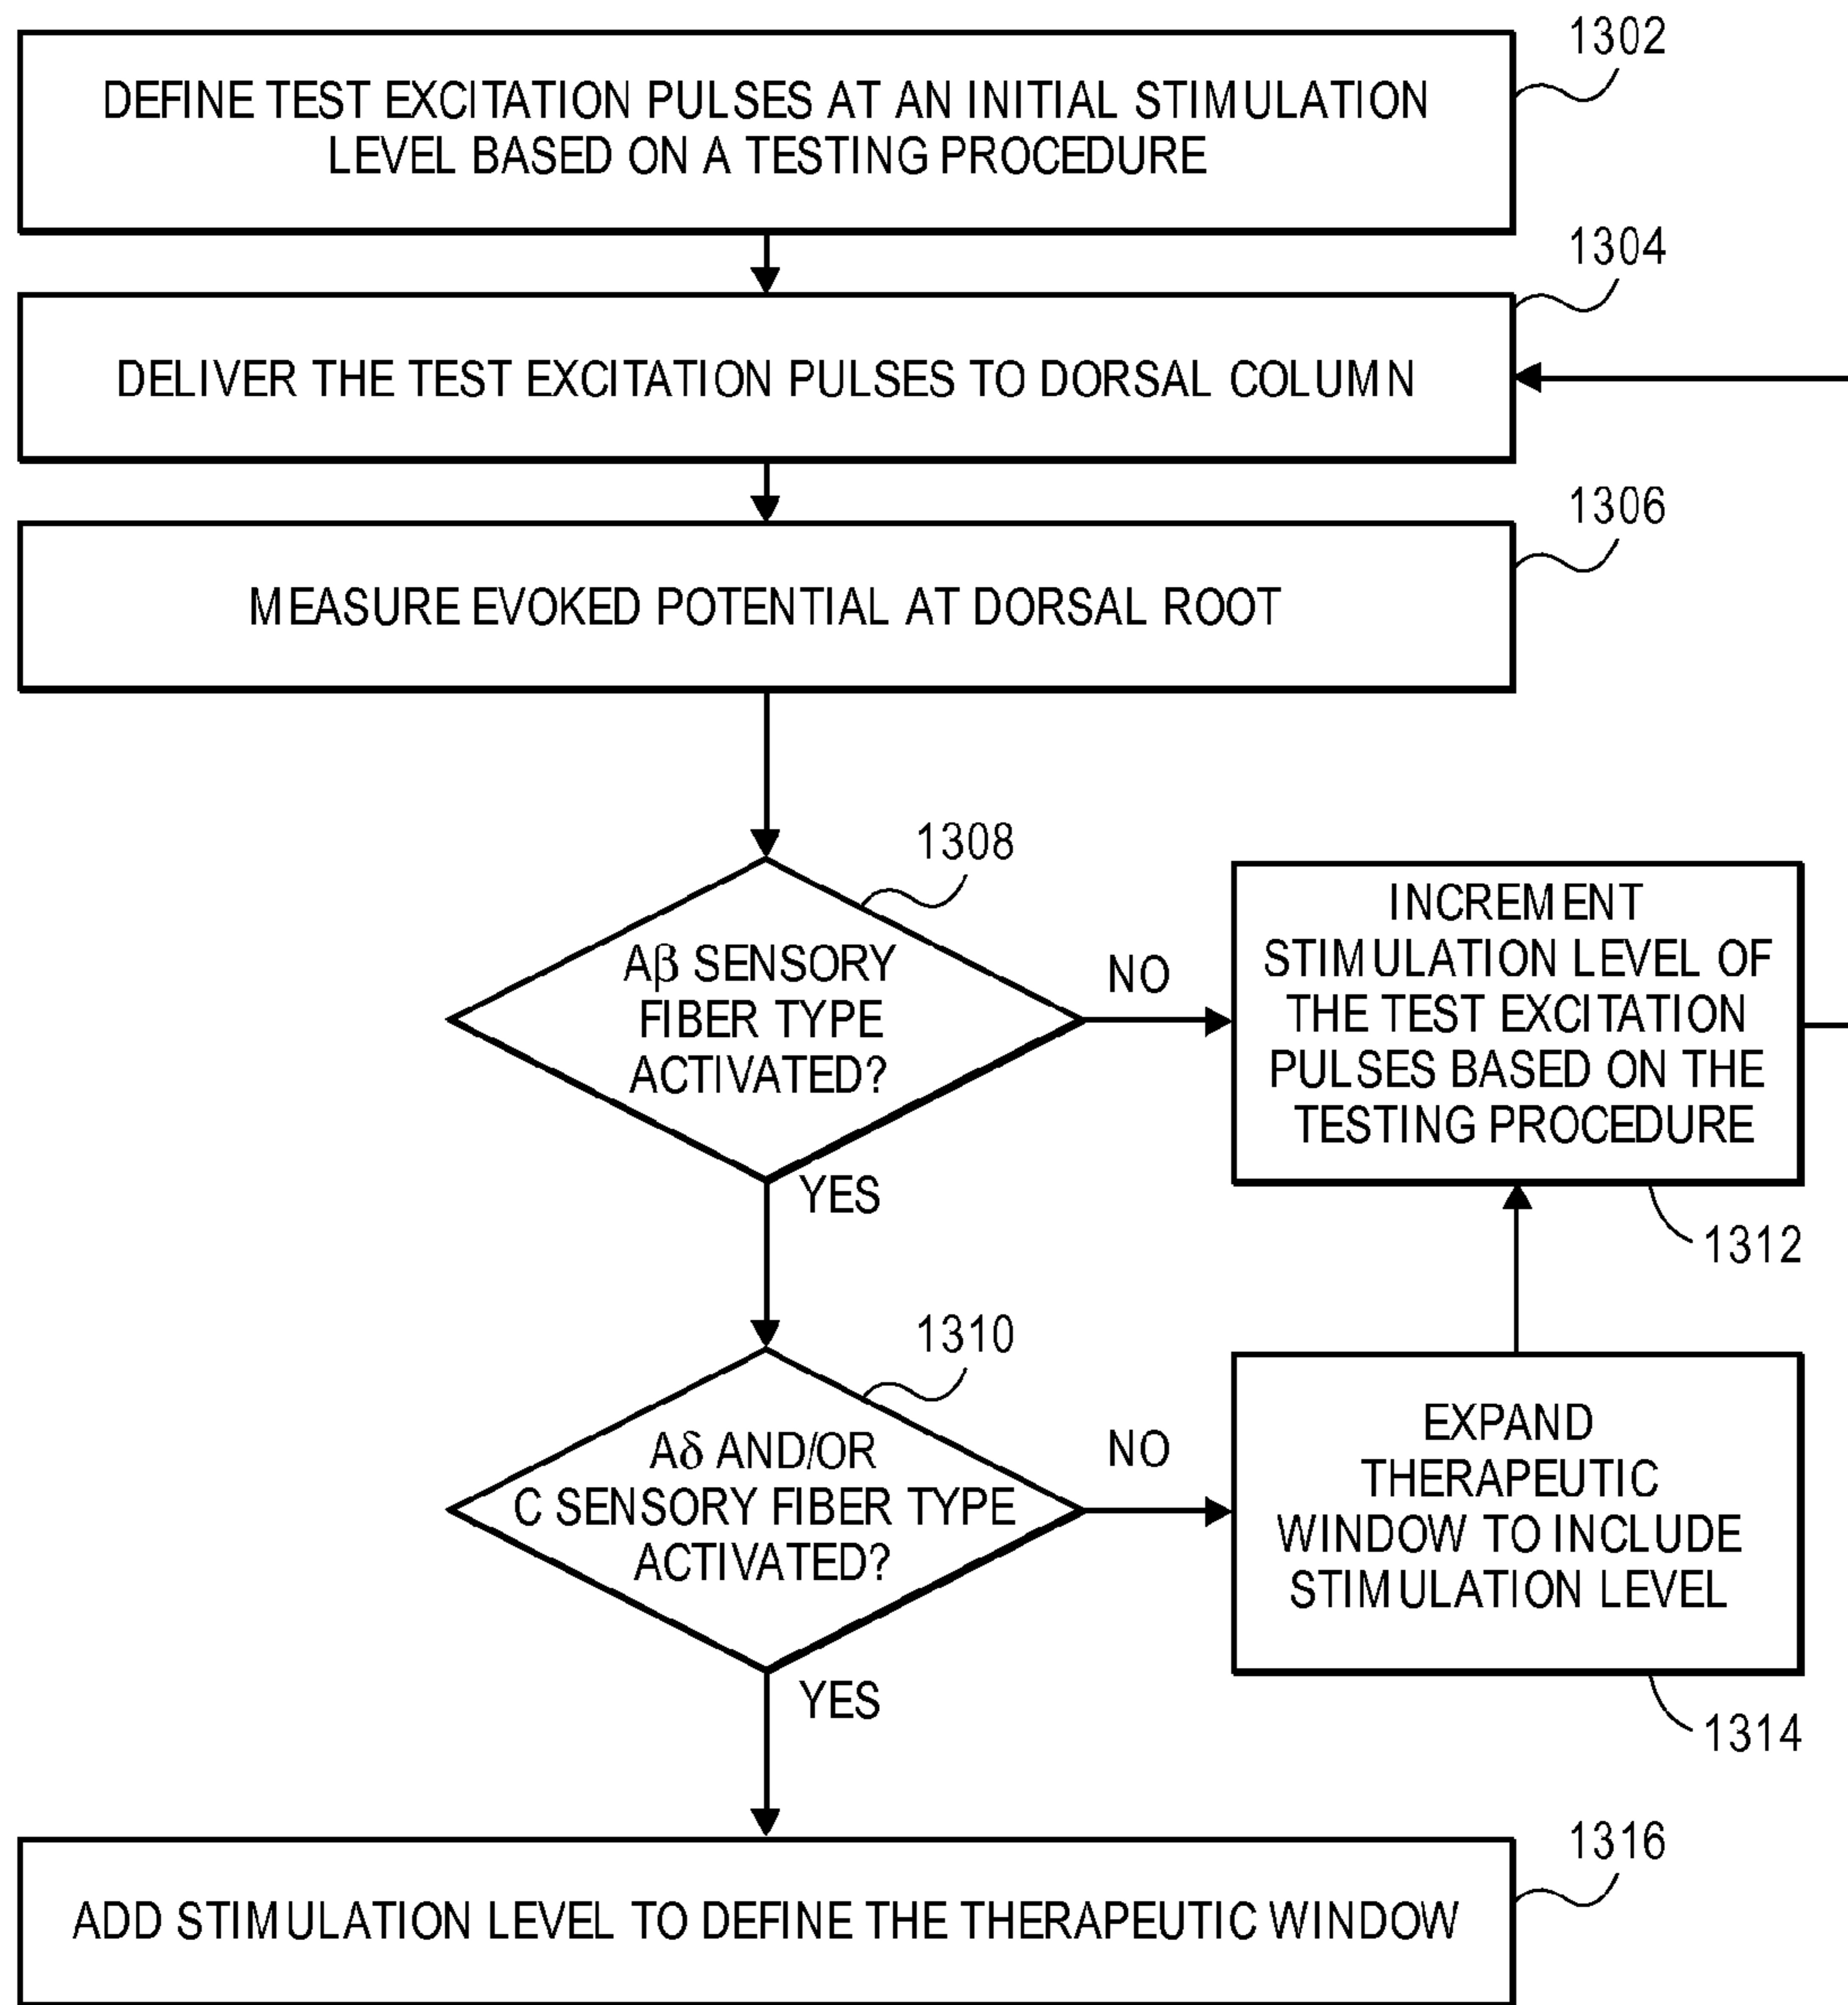 1302
DEFINE TEST EXCITATION PULSES AT AN INITIAL STIMULATION
LEVEL BASED ON A TESTING PROCEDURE
1304
DELIVER THE TEST EXCITATION PULSES TO DORSAL COLUMN
1306
MEASURE EVOKED POTENTIAL AT DORSAL ROOT
1308
Aβ SENSORY
FIBER TYPE
ACTIVATED?
NO
YES
INCREMENT
STIMULATION LEVEL OF
THE TEST EXCITATION
PULSES BASED ON THE
TESTING PROCEDURE
1312
1310
Aδ AND/OR
C SENSORY FIBER TYPE
ACTIVATED?
NO
YES
EXPAND
THERAPEUTIC
WINDOW TO INCLUDE
STIMULATION LEVEL
1314
1316
ADD STIMULATION LEVEL TO DEFINE THE THERAPEUTIC WINDOW